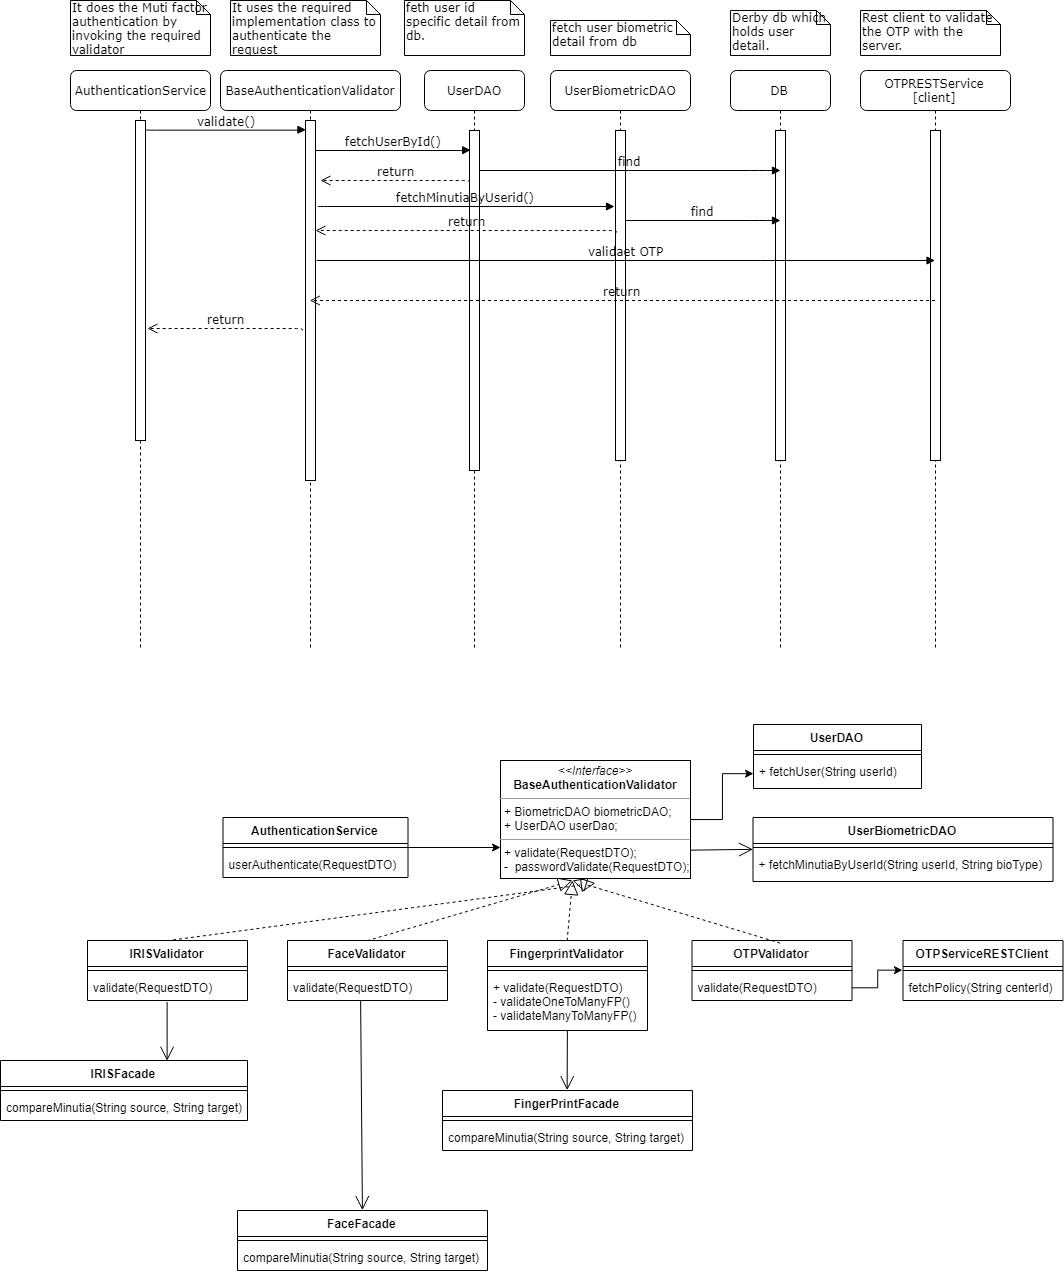 It does the Muti factor
authentication by
invoking the required
validator
It uses the required
implementation class to
authenticate the
request
feth user id
specific detail from
db.
fetch user biometric
detail from db
Derby db which
holds user
detail.
Rest client to validate
the OTP with the
server.
AuthenticationService
BaseAuthenticationValidator
UserDAO
UserBiometricDAO
DB
OTPRESTService
[client]
validate()
fetchUserById()
find
return
fetchMinutiaByUserid()
find
return
validaet OTP
return
return
UserDAO
+ fetchUser(String userId)
<<Interface>>
BaseAuthenticationValidator
+ BiometricDAO biometricDAO;
+ UserDAO userDao;
+ validate(RequestDTO);
- passwordValidate(RequestDTO);
AuthenticationService
userAuthenticate(RequestDTO)
UserBiometricDAO
+ fetchMinutiaByUserId(String userId, String bioType)
IRISValidator
validate(RequestDTO)
FaceValidator
validate(RequestDTO)
FingerprintValidator
+ validate(RequestDTO)
- validateOneToManyFP()
- validateManyToManyFP()
OTPValidator
validate(RequestDTO)
OTPServiceRESTClient
fetchPolicy(String centerId)
IRISFacade
compareMinutia(String source, String target)
FingerPrintFacade
compareMinutia(String source, String target)
FaceFacade
compareMinutia(String source, String target)